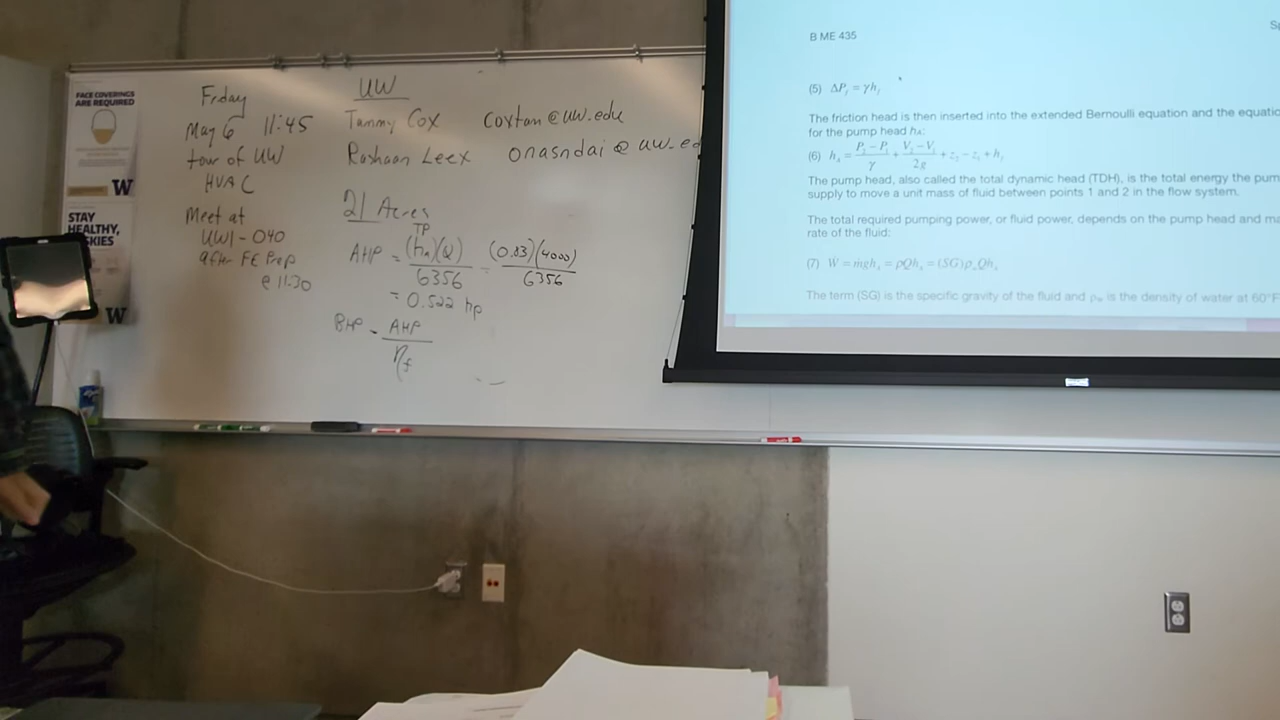 FACE COVERINGS
ARE REQUIRED
W
STAY
HEALTHY,
SKIES
W
Friday
May 6 11:45
tour of UW
HVAC
Meet at
UW1-040
after FE Prep
@ 11:30
UW
Tammy Cox coxtam@uw.edu
Rashaan Leex onasndai@uw.ed
21 Acres
TP
AHP = (hA)(Q) / 6356 = (0.83)(4000) / 6356
= 0.522 hp
BHP = AHP / ηf
B ME 435
Sp
(5) ΔPf = γhf
The friction head is then inserted into the extended Bernoulli equation and the equatio
for the pump head hA:
(6) hA = P2 − P1 / γ + V2 − V1 / 2g + z2 − z1 + hf
The pump head, also called the total dynamic head (TDH), is the total energy the pum
supply to move a unit mass of fluid between points 1 and 2 in the flow system.
The total required pumping power, or fluid power, depends on the pump head and ma
rate of the fluid:
(7) Ẇ = ṁghA = ρQhA = (SG)ρwQhA
The term (SG) is the specific gravity of the fluid and ρw is the density of water at 60°F